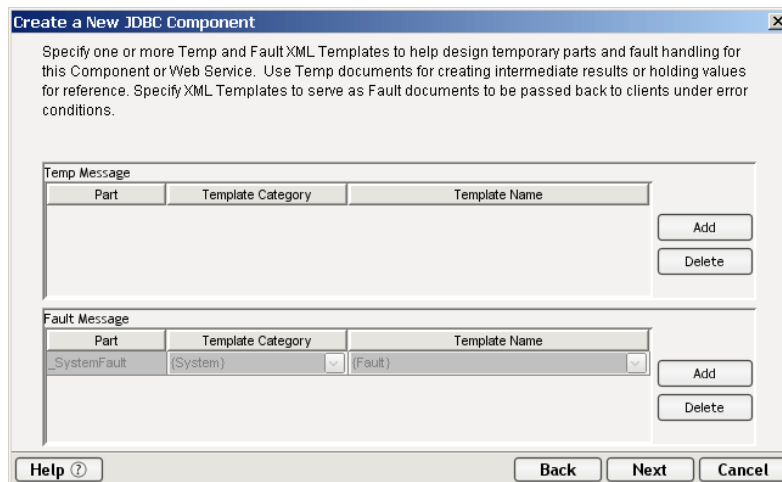 Create a New JDBC Component
Specify one or more Temp and Fault XML Templates to help design temporary parts and fault handling for
this Component or Web Service. Use Temp documents for creating intermediate results or holding values
for reference. Specify XML Templates to serve as Fault documents to be passed back to clients under error
conditions.
Temp Message
Part Template Category Template Name
Add
Delete
Fault Message
Part Template Category Template Name
_SystemFault {System} {Fault}
Add
Delete
Help ? Back Next Cancel